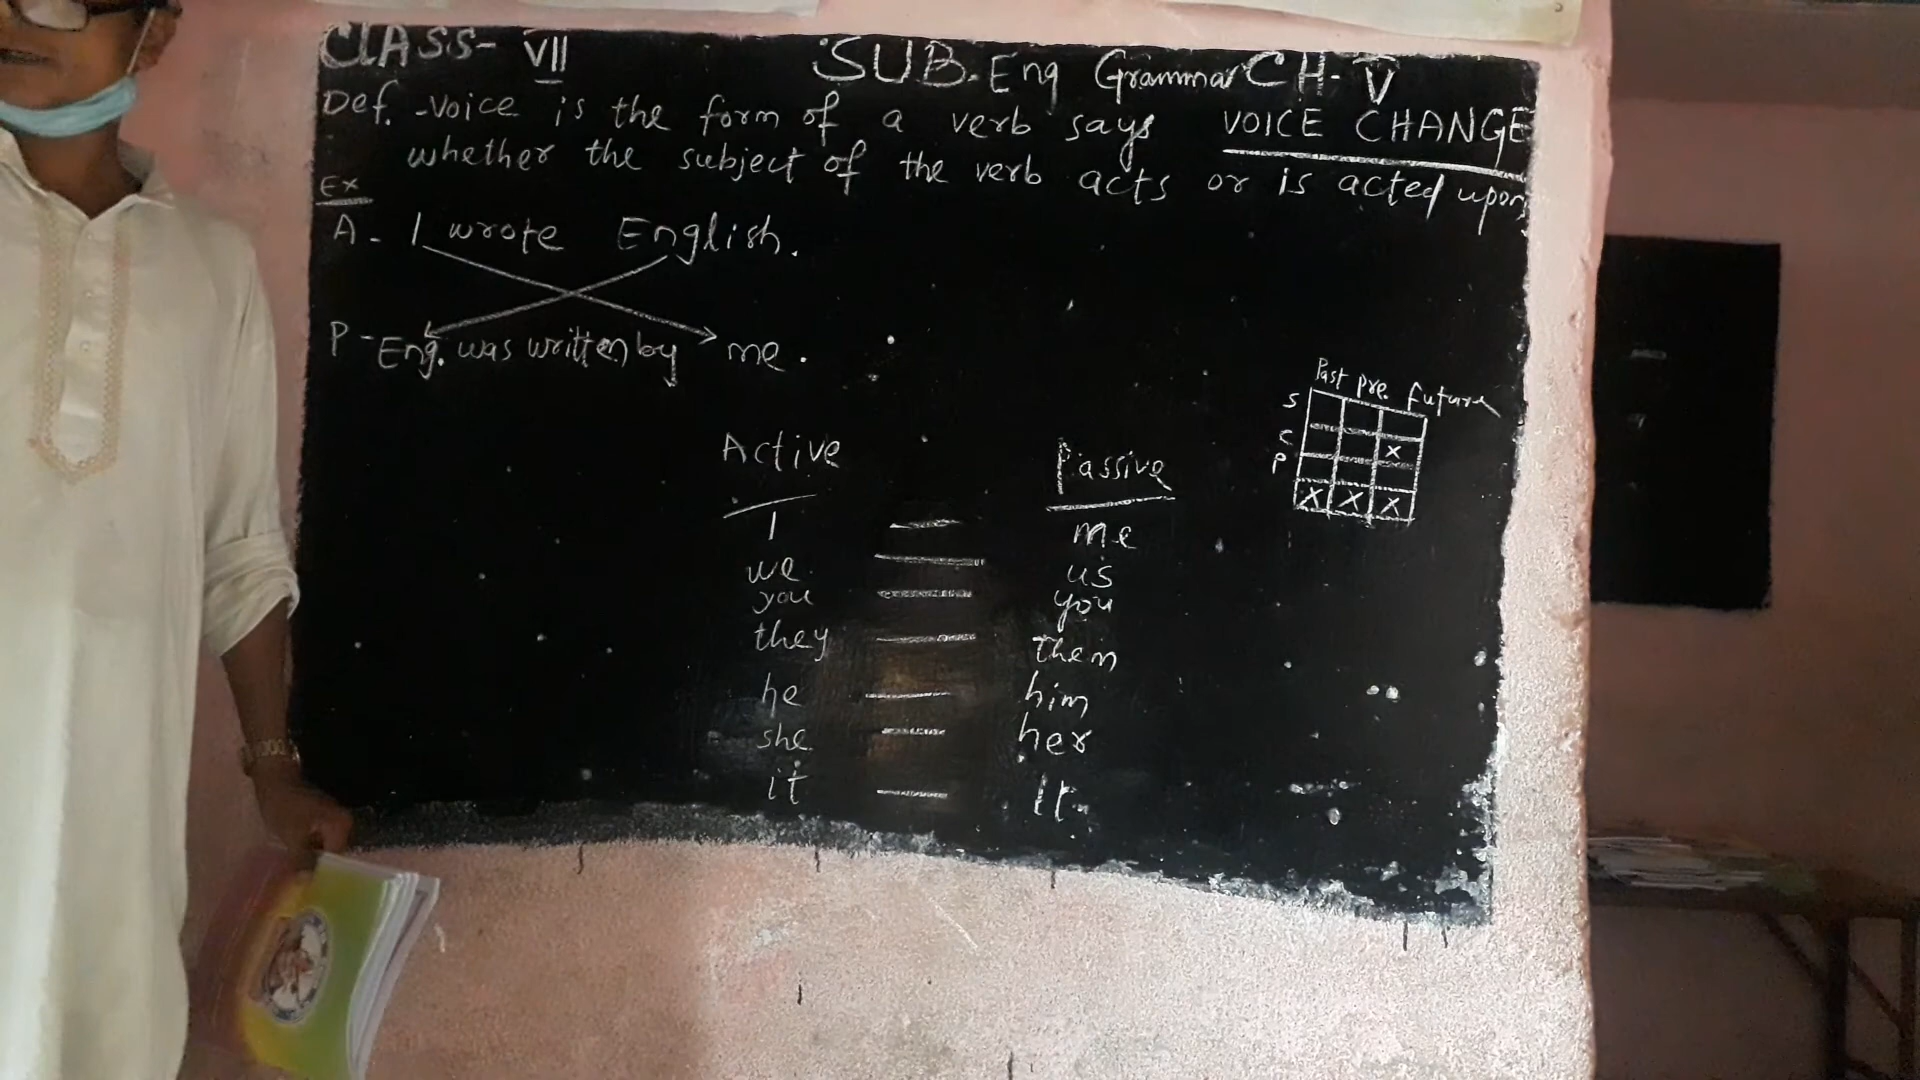 CLASS- VII SUB. Eng Grammar CH- V
Def. -Voice is the form of a verb says VOICE CHANGE
whether the subject of the verb acts or is acted upon
Ex
A - I wrote English.
P - Eng. was written by me.
Past pre. future
S
C x
P
x x x
Active Passive
I — me
we — us
you — you
they — them
he — him
she — her
it — It